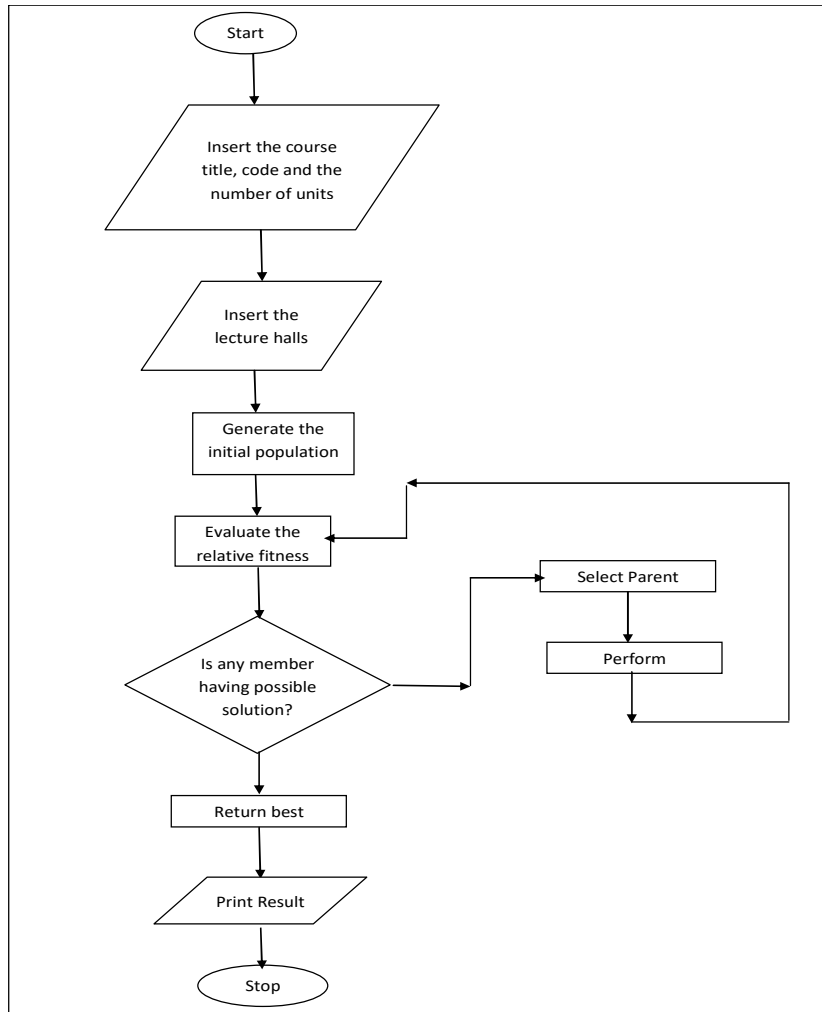 Start
Insert the course
title, code and the
number of units
Insert the
lecture halls
Generate the
initial population
Evaluate the
relative fitness
Select Parent
Perform
Is any member
having possible
solution?
Return best
Print Result
Stop